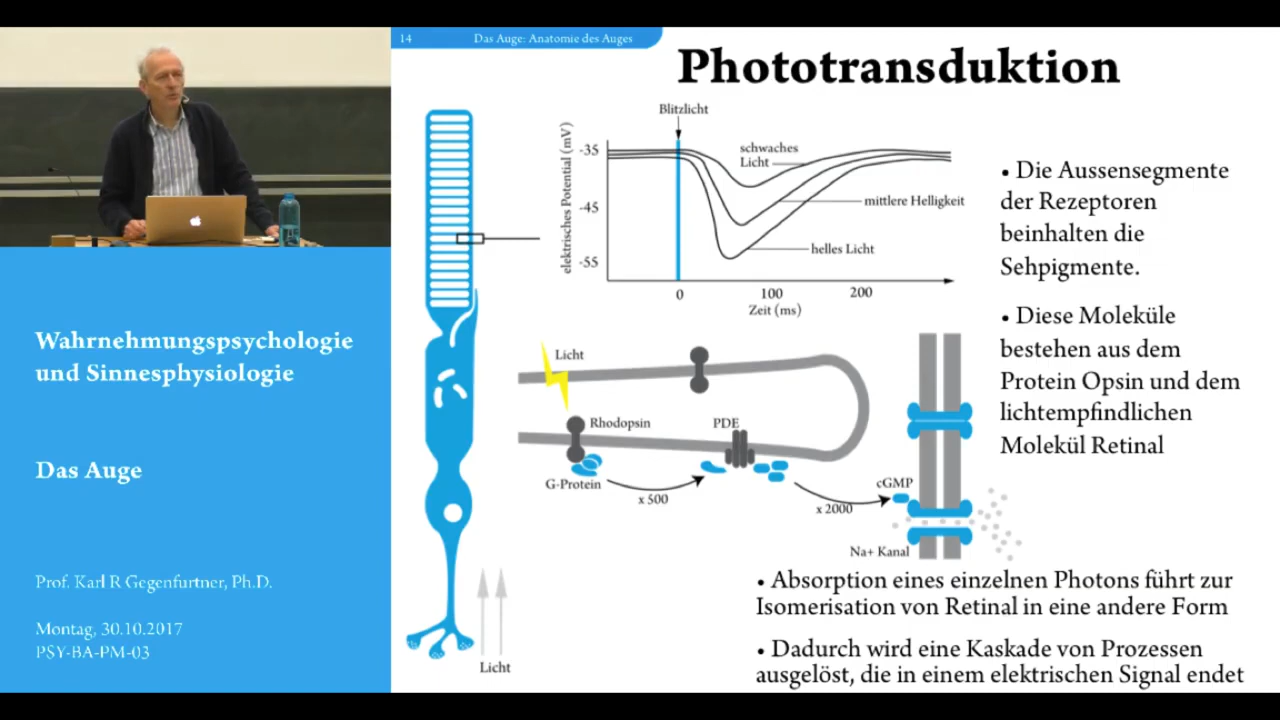 14
Das Auge: Anatomie des Auges
Phototransduktion
Blitzlicht
elektrisches Potential (mV)
-35
-45
-55
schwaches
Licht
mittlere Helligkeit
helles Licht
0
100
200
Zeit (ms)
• Die Aussensegmente
der Rezeptoren
beinhalten die
Sehpigmente.
• Diese Moleküle
bestehen aus dem
Protein Opsin und dem
lichtempfindlichen
Molekül Retinal
Licht
Rhodopsin
PDE
G-Protein
x 500
x 2000
cGMP
Na+ Kanal
Licht
• Absorption eines einzelnen Photons führt zur
Isomerisation von Retinal in eine andere Form
• Dadurch wird eine Kaskade von Prozessen
ausgelöst, die in einem elektrischen Signal endet
Wahrnehmungspsychologie
und Sinnesphysiologie
Das Auge
Prof. Karl R Gegenfurtner, Ph.D.
Montag, 30.10.2017
PSY-BA-PM-03